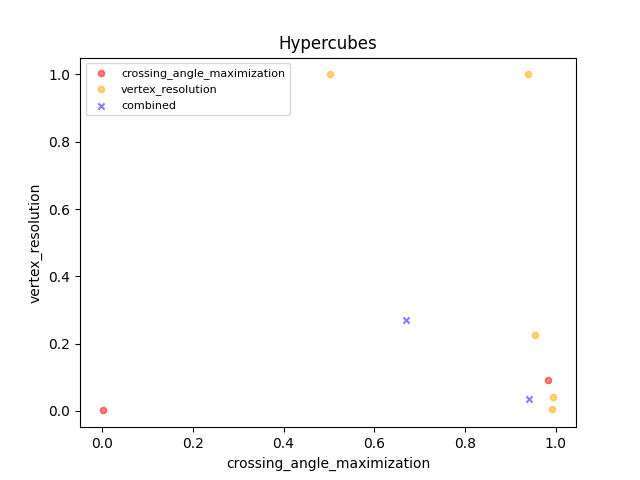 Hypercubes
crossing_angle_maximization
vertex_resolution
combined
vertex_resolution
1.0
0.8
0.6
0.4
0.2
0.0
0.0 0.2 0.4 0.6 0.8 1.0
crossing_angle_maximization